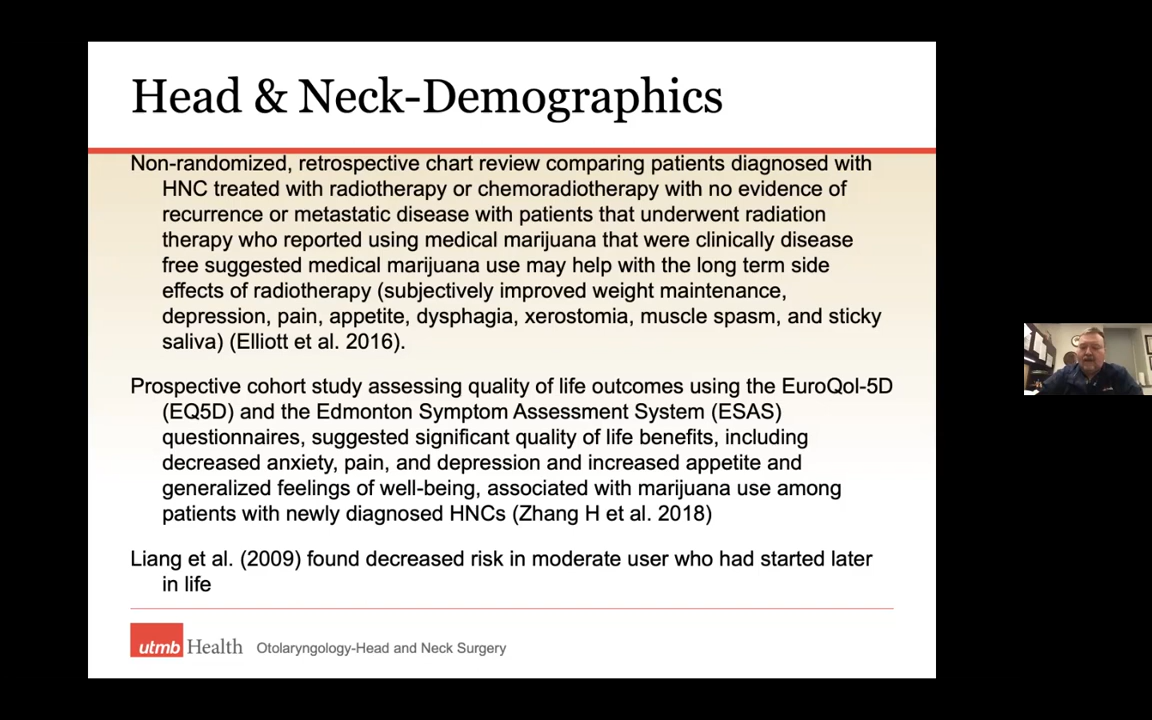 Head & Neck-Demographics
Non-randomized, retrospective chart review comparing patients diagnosed with
HNC treated with radiotherapy or chemoradiotherapy with no evidence of
recurrence or metastatic disease with patients that underwent radiation
therapy who reported using medical marijuana that were clinically disease
free suggested medical marijuana use may help with the long term side
effects of radiotherapy (subjectively improved weight maintenance,
depression, pain, appetite, dysphagia, xerostomia, muscle spasm, and sticky
saliva) (Elliott et al. 2016).
Prospective cohort study assessing quality of life outcomes using the EuroQol-5D
(EQ5D) and the Edmonton Symptom Assessment System (ESAS)
questionnaires, suggested significant quality of life benefits, including
decreased anxiety, pain, and depression and increased appetite and
generalized feelings of well-being, associated with marijuana use among
patients with newly diagnosed HNCs (Zhang H et al. 2018)
Liang et al. (2009) found decreased risk in moderate user who had started later
in life
utmb Health Otolaryngology-Head and Neck Surgery